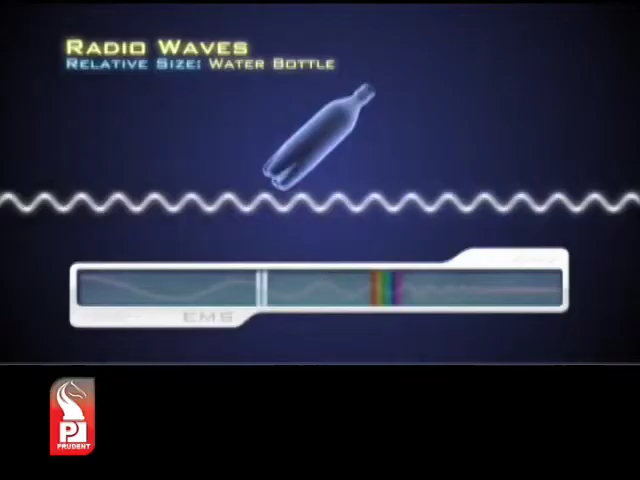 RADIO WAVES
RELATIVE SIZE: WATER BOTTLE
EMS
P
PRUDENT